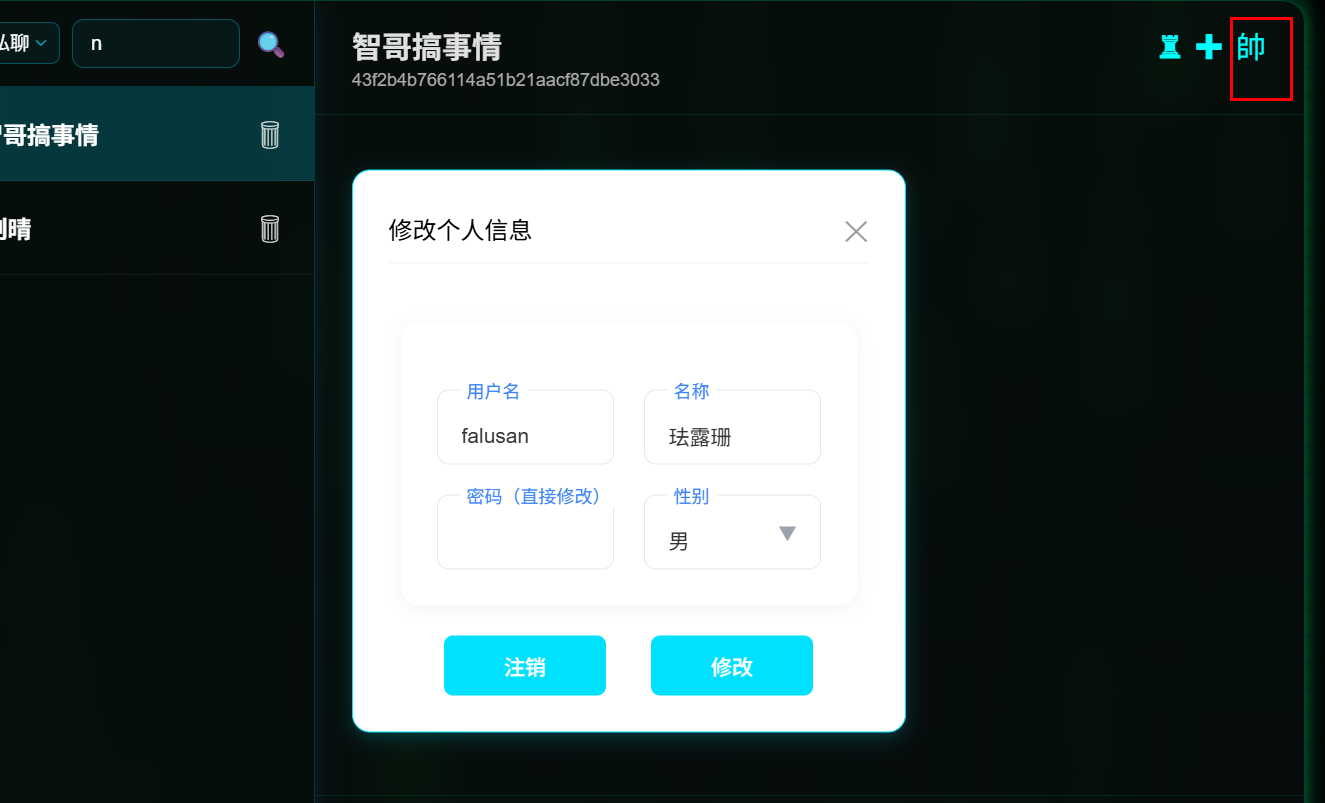 私聊
n
智哥搞事情
43f2b4b766114a51b21aacf87dbe3033
帥
哥搞事情
晴
修改个人信息
用户名
名称
falusan
珐露珊
密码（直接修改）
性别
男
注销
修改